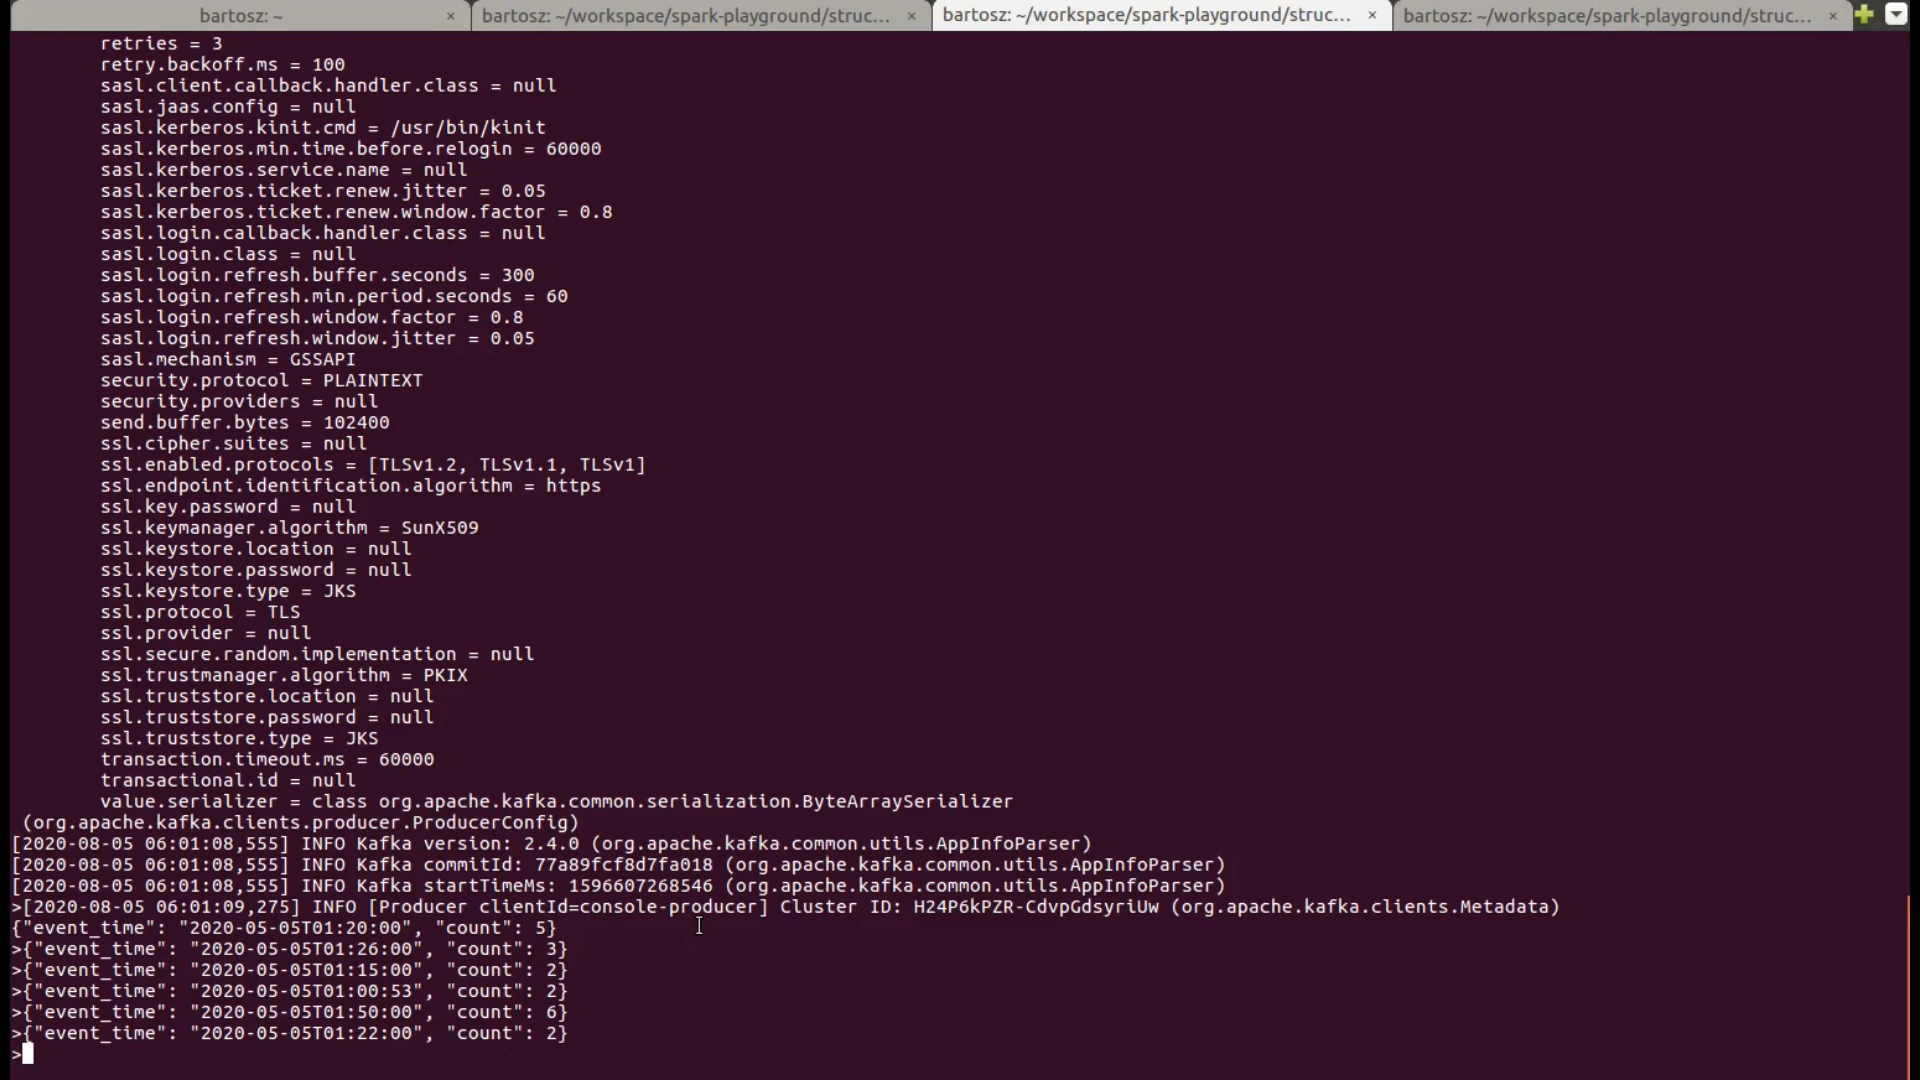 bartosz: ~ × bartosz: ~/workspace/spark-playground/struc... × bartosz: ~/workspace/spark-playground/struc... × bartosz: ~/workspace/spark-playground/struc... ×
retries = 3
retry.backoff.ms = 100
sasl.client.callback.handler.class = null
sasl.jaas.config = null
sasl.kerberos.kinit.cmd = /usr/bin/kinit
sasl.kerberos.min.time.before.relogin = 60000
sasl.kerberos.service.name = null
sasl.kerberos.ticket.renew.jitter = 0.05
sasl.kerberos.ticket.renew.window.factor = 0.8
sasl.login.callback.handler.class = null
sasl.login.class = null
sasl.login.refresh.buffer.seconds = 300
sasl.login.refresh.min.period.seconds = 60
sasl.login.refresh.window.factor = 0.8
sasl.login.refresh.window.jitter = 0.05
sasl.mechanism = GSSAPI
security.protocol = PLAINTEXT
security.providers = null
send.buffer.bytes = 102400
ssl.cipher.suites = null
ssl.enabled.protocols = [TLSv1.2, TLSv1.1, TLSv1]
ssl.endpoint.identification.algorithm = https
ssl.key.password = null
ssl.keymanager.algorithm = SunX509
ssl.keystore.location = null
ssl.keystore.password = null
ssl.keystore.type = JKS
ssl.protocol = TLS
ssl.provider = null
ssl.secure.random.implementation = null
ssl.trustmanager.algorithm = PKIX
ssl.truststore.location = null
ssl.truststore.password = null
ssl.truststore.type = JKS
transaction.timeout.ms = 60000
transactional.id = null
value.serializer = class org.apache.kafka.common.serialization.ByteArraySerializer
(org.apache.kafka.clients.producer.ProducerConfig)
[2020-08-05 06:01:08,555] INFO Kafka version: 2.4.0 (org.apache.kafka.common.utils.AppInfoParser)
[2020-08-05 06:01:08,555] INFO Kafka commitId: 77a89fcf8d7fa018 (org.apache.kafka.common.utils.AppInfoParser)
[2020-08-05 06:01:08,555] INFO Kafka startTimeMs: 1596607268546 (org.apache.kafka.common.utils.AppInfoParser)
>[2020-08-05 06:01:09,275] INFO [Producer clientId=console-producer] Cluster ID: H24P6kPZR-CdvpGdsyriUw (org.apache.kafka.clients.Metadata)
{"event_time": "2020-05-05T01:20:00", "count": 5}
>{"event_time": "2020-05-05T01:26:00", "count": 3}
>{"event_time": "2020-05-05T01:15:00", "count": 2}
>{"event_time": "2020-05-05T01:00:53", "count": 2}
>{"event_time": "2020-05-05T01:50:00", "count": 6}
>{"event_time": "2020-05-05T01:22:00", "count": 2}
>